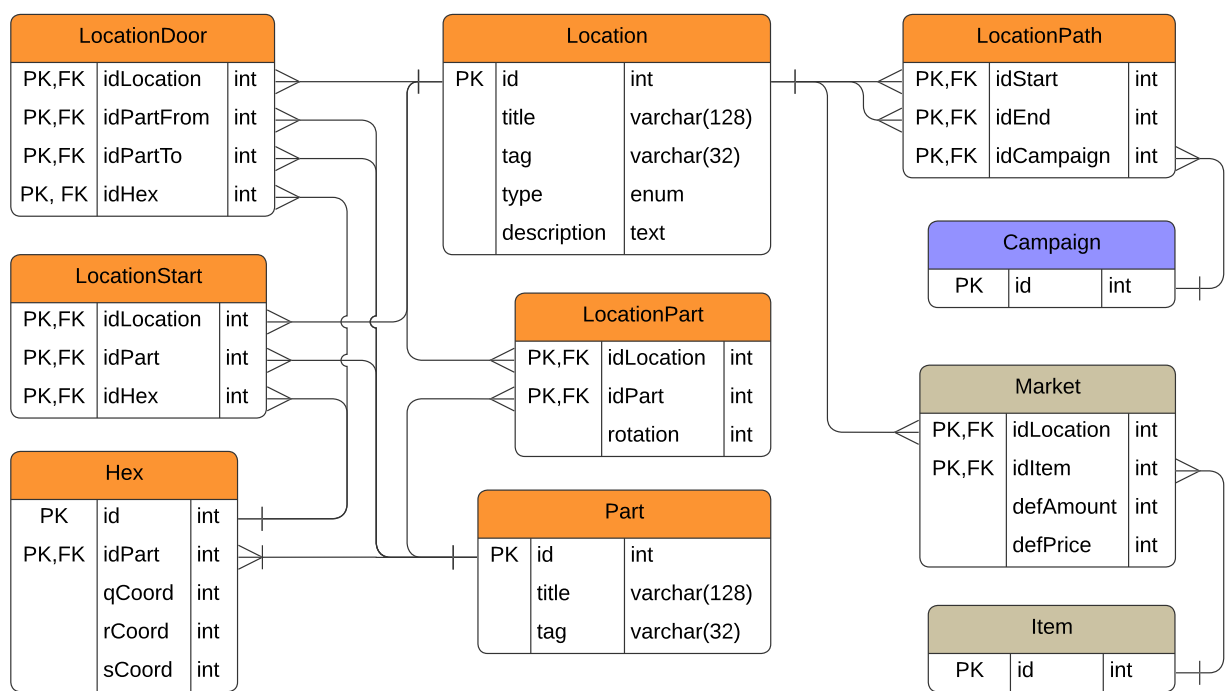 LocationDoor
PK,FK idLocation int
PK,FK idPartFrom int
PK,FK idPartTo int
PK, FK idHex int
Location
PK id int
title varchar(128)
tag varchar(32)
type enum
description text
LocationPath
PK,FK idStart int
PK,FK idEnd int
PK,FK idCampaign int
Campaign
PK id int
LocationStart
PK,FK idLocation int
PK,FK idPart int
PK,FK idHex int
LocationPart
PK,FK idLocation int
PK,FK idPart int
rotation int
Market
PK,FK idLocation int
PK,FK idItem int
defAmount int
defPrice int
Hex
PK id int
PK,FK idPart int
qCoord int
rCoord int
sCoord int
Part
PK id int
title varchar(128)
tag varchar(32)
Item
PK id int